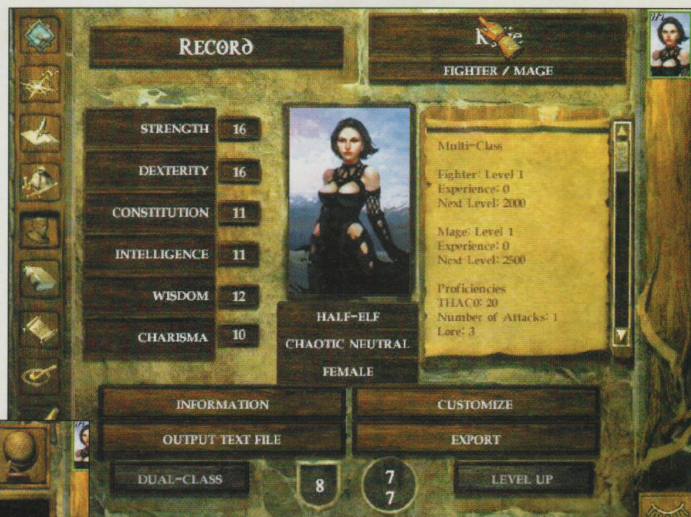 RECORD
Kylie
FIGHTER / MAGE
STRENGTH 16
DEXTERITY 16
CONSTITUTION 11
INTELLIGENCE 11
WISDOM 12
CHARISMA 10
HALF-ELF
CHAOTIC NEUTRAL
FEMALE
Multi-Class
Fighter: Level 1
Experience: 0
Next Level: 2000
Mage: Level 1
Experience: 0
Next Level: 2500
Proficiencies
THAC0: 20
Number of Attacks: 1
Lore: 3
INFORMATION
CUSTOMIZE
OUTPUT TEXT FILE
EXPORT
DUAL-CLASS
8
7
7
LEVEL UP